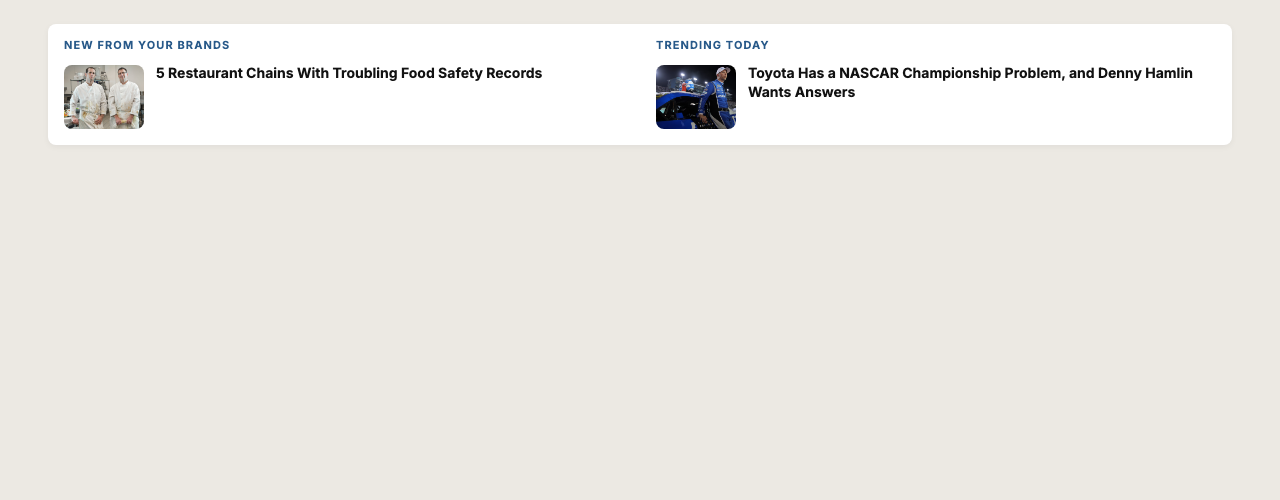 NEW FROM YOUR BRANDS
5 Restaurant Chains With Troubling Food Safety Records
TRENDING TODAY
Toyota Has a NASCAR Championship Problem, and Denny Hamlin
Wants Answers